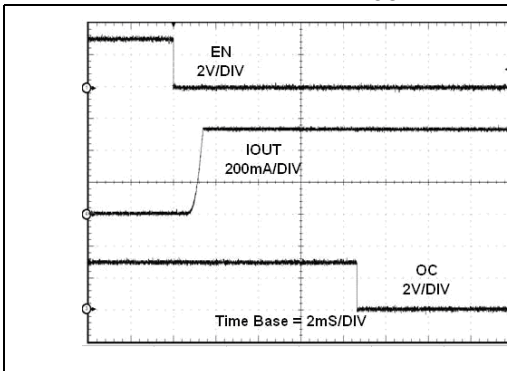 EN
2V/DIV
IOUT
200mA/DIV
OC
2V/DIV
Time Base = 2mS/DIV